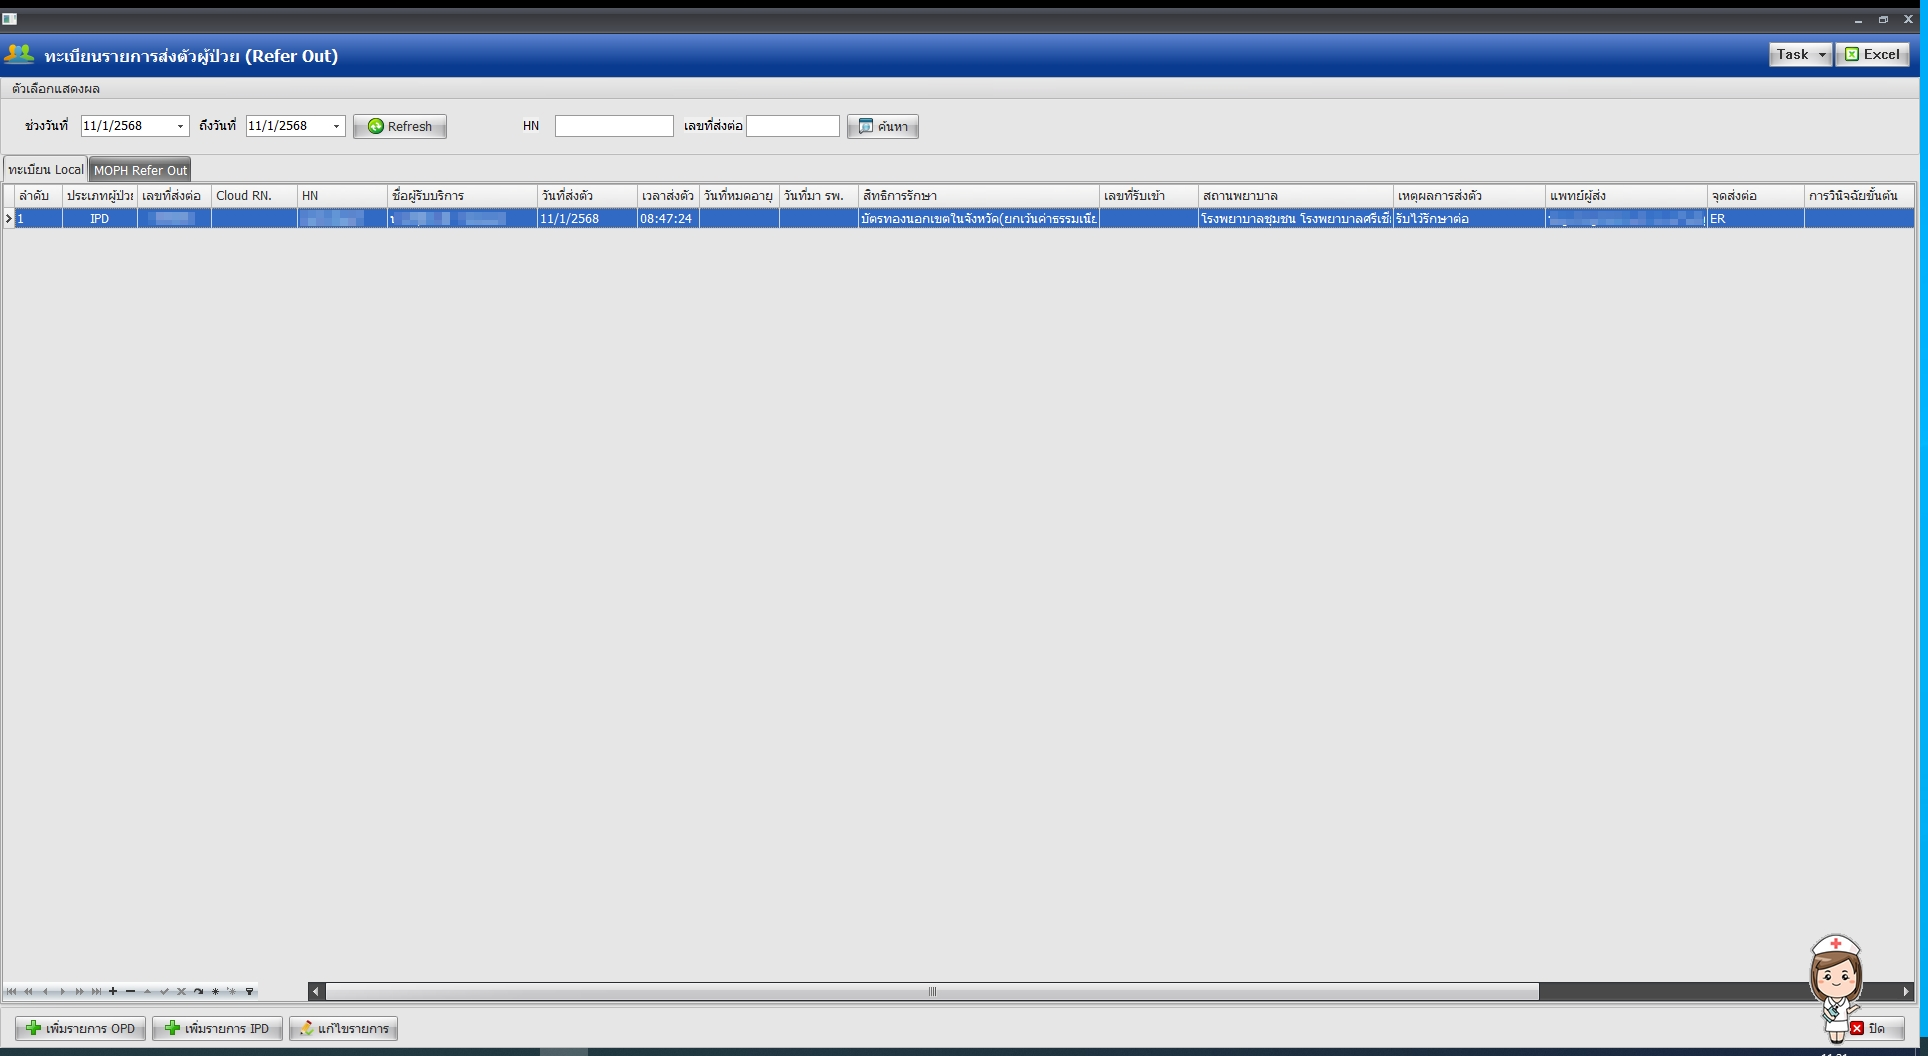 ทะเบียนรายการส่งตัวผู้ป่วย (Refer Out) Task Excel
ตัวเลือกแสดงผล
ช่วงวันที่ 11/1/2568 ถึงวันที่ 11/1/2568 Refresh HN เลขที่ส่งต่อ ค้นหา
ทะเบียน Local MOPH Refer Out
ลำดับ ประเภทผู้ป่วย เลขที่ส่งต่อ Cloud RN. HN ชื่อผู้รับบริการ วันที่ส่งตัว เวลาส่งตัว วันที่หมดอายุ วันที่มา รพ. สิทธิการรักษา เลขที่รับเข้า สถานพยาบาล เหตุผลการส่งตัว แพทย์ผู้ส่ง จุดส่งต่อ การวินิจฉัยขั้นต้น
1 IPD 11/1/2568 08:47:24 บัตรทองนอกเขตในจังหวัด(ยกเว้นค่าธรรมเนีย โรงพยาบาลชุมชน โรงพยาบาลศรีเชี รับไว้รักษาต่อ ER
เพิ่มรายการ OPD เพิ่มรายการ IPD แก้ไขรายการ ปิด